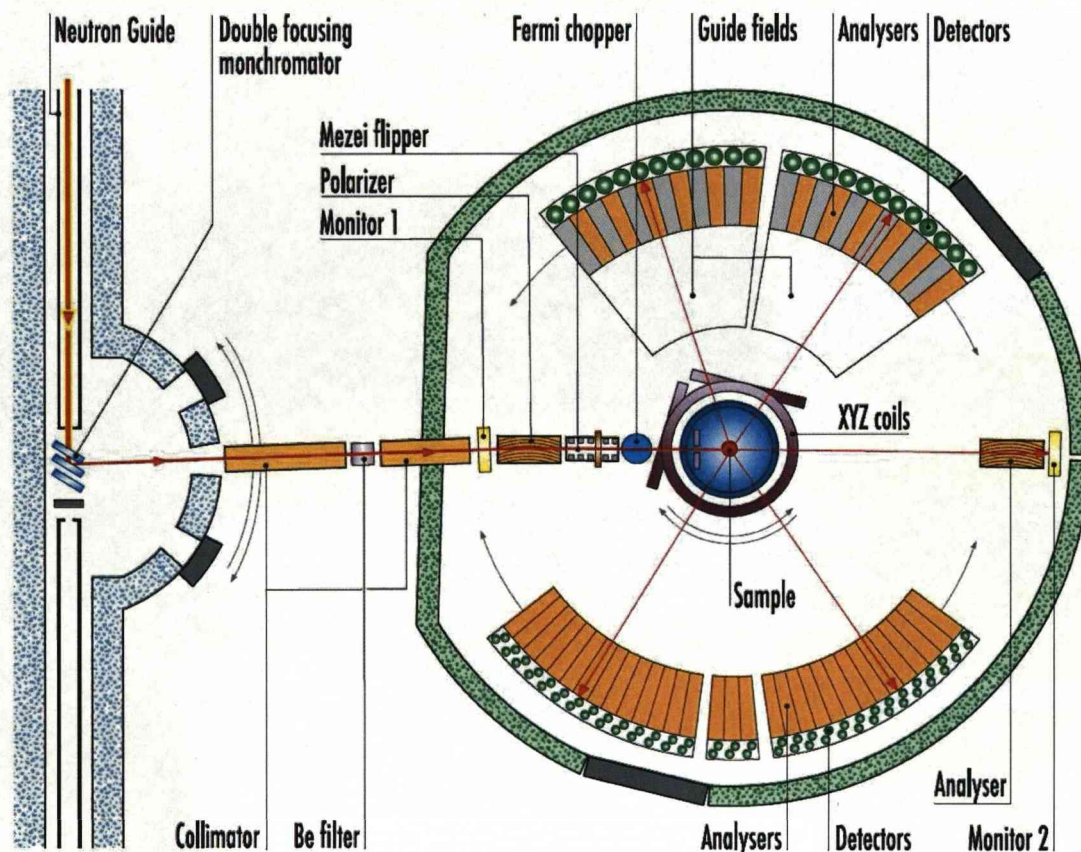 Neutron Guide
Double focusing
monchromator
Fermi chopper
Guide fields
Analysers
Detectors
Mezei flipper
Polarizer
Monitor 1
XYZ coils
Sample
Analyser
Collimator
Be filter
Analysers
Detectors
Monitor 2